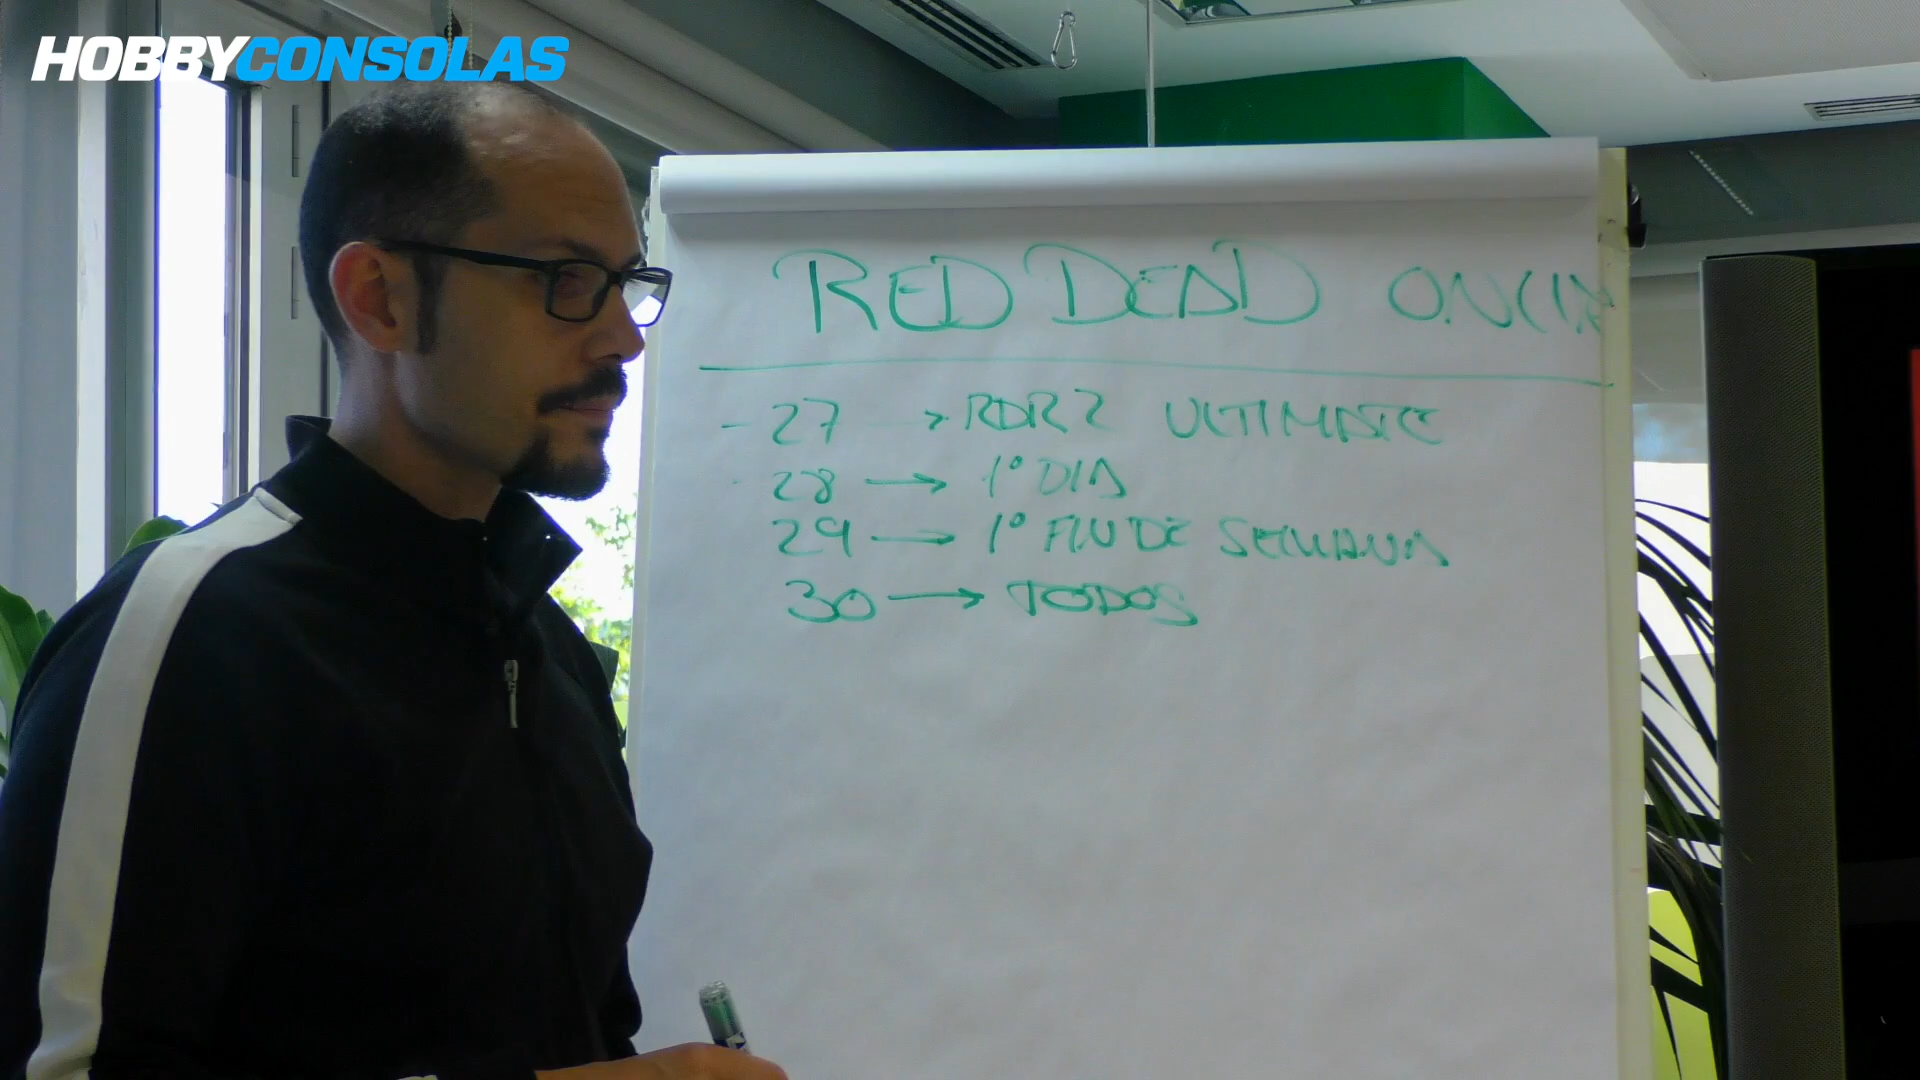 HOBBYCONSOLAS
RED DEAD ONLINE
- 27 → RDR2 ULTIMATE
- 28 → 1º DIA
29 → 1º FIN DE SEMANA
30 → TODOS